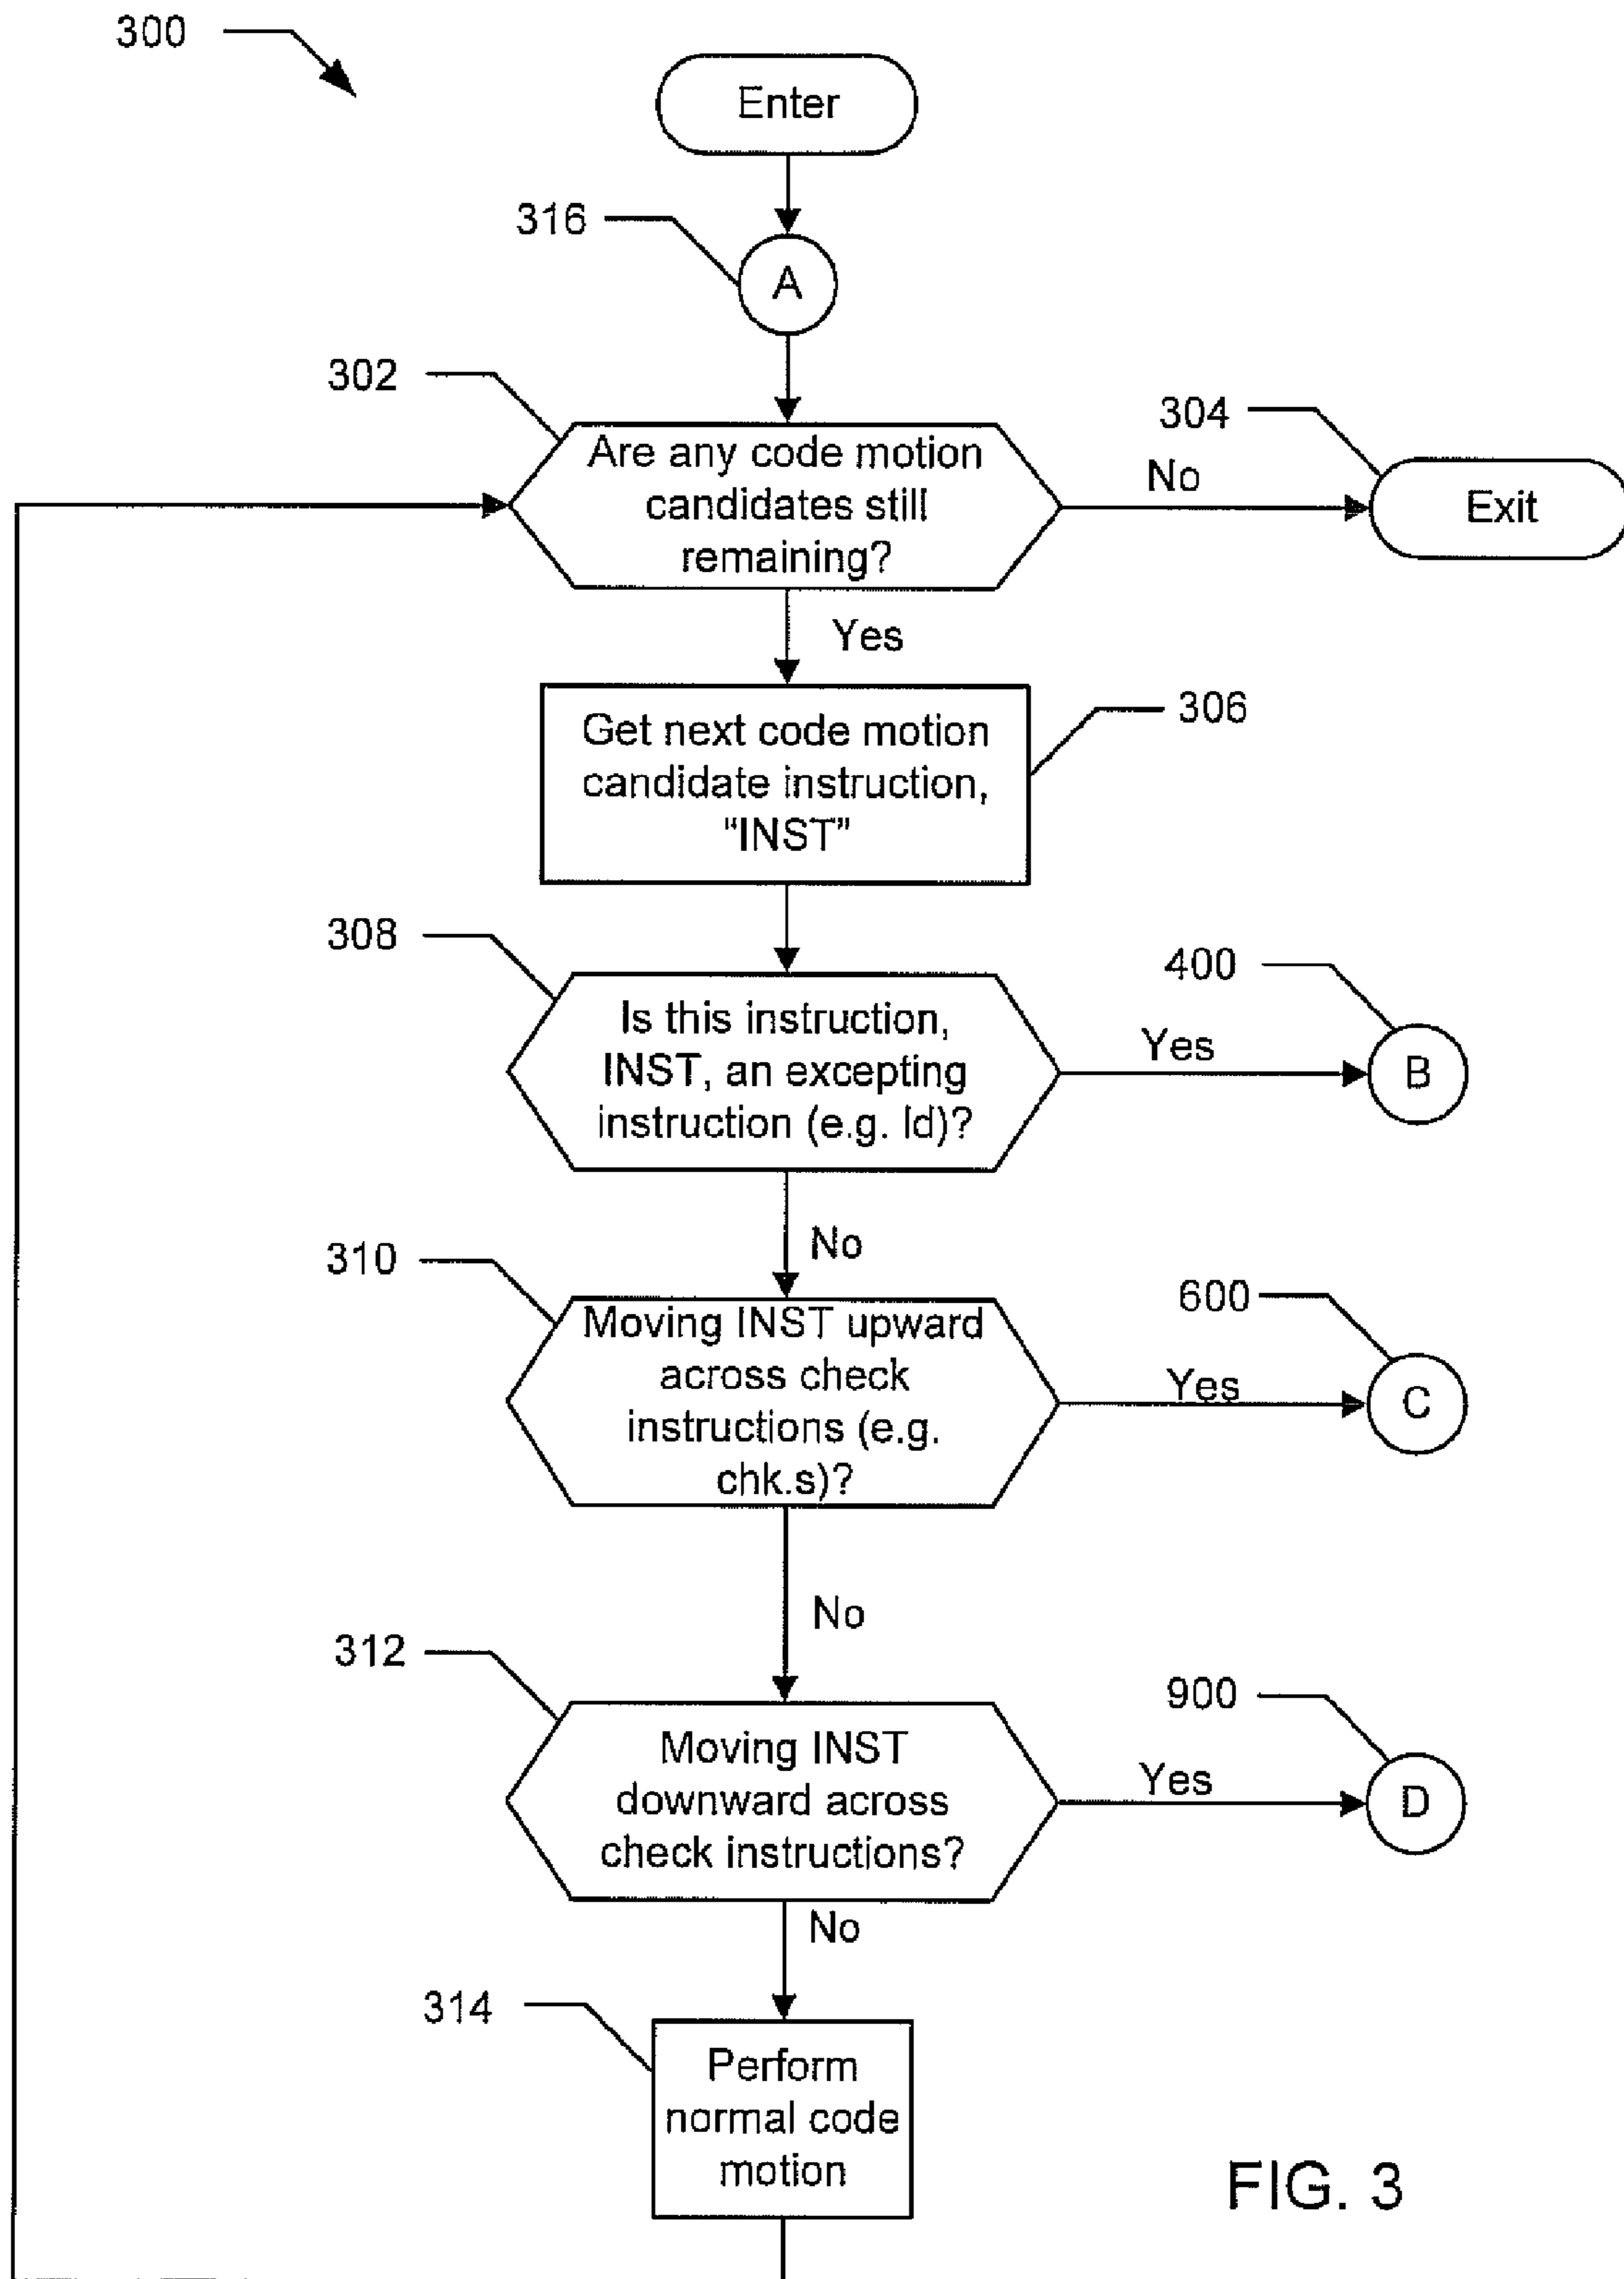 300
Enter
316
A
302
Are any code motion
candidates still
remaining?
No
304
Exit
Yes
Get next code motion
candidate instruction,
"INST"
306
308
Is this instruction,
INST, an excepting
instruction (e.g. ld)?
Yes
400
B
No
310
Moving INST upward
across check
instructions (e.g.
chk.s)?
Yes
600
C
No
312
Moving INST
downward across
check instructions?
Yes
900
D
No
314
Perform
normal code
motion
FIG. 3